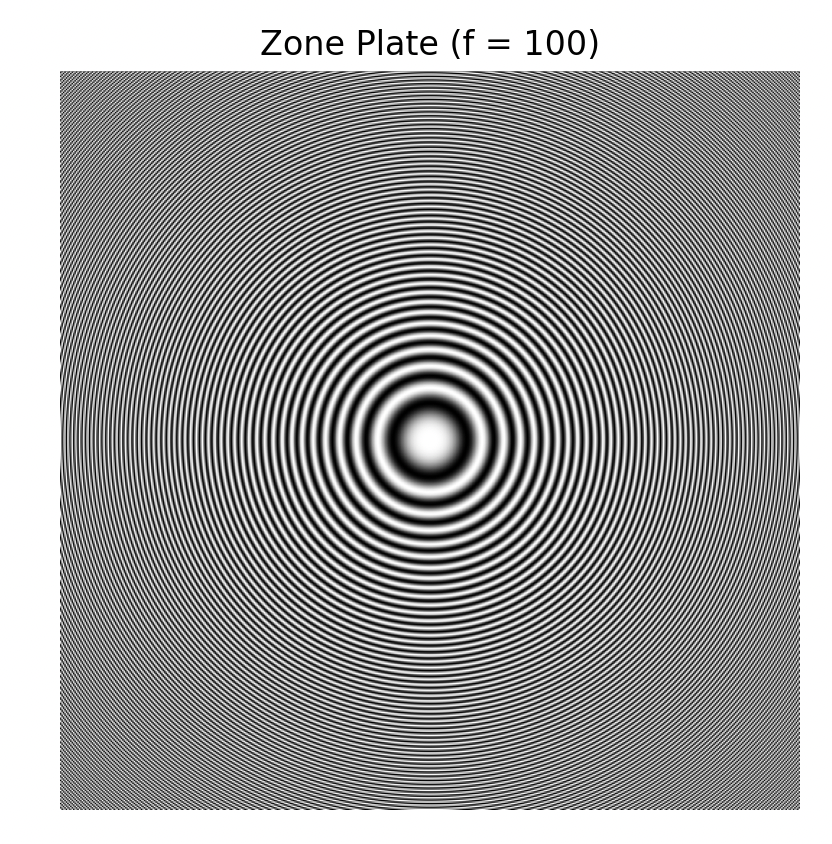 Zone Plate (f = 100)